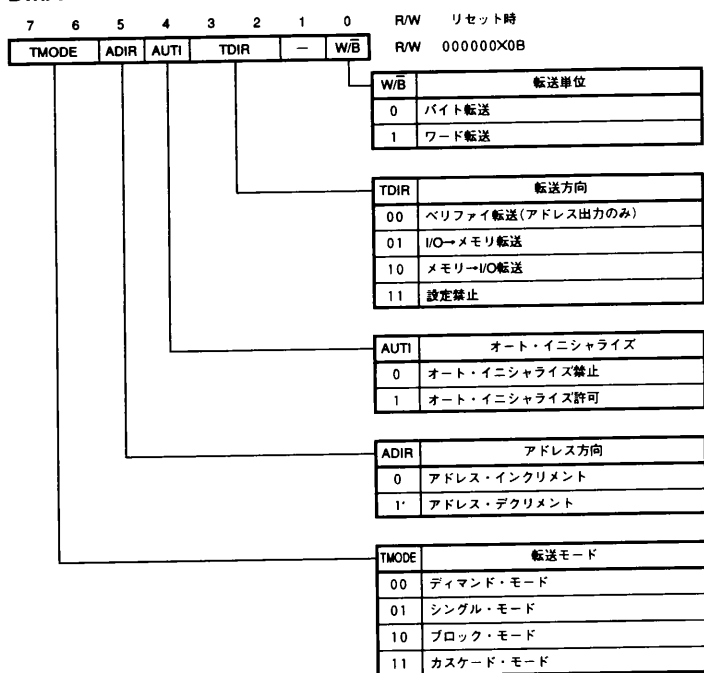 7 6 5 4 3 2 1 0 R/W リセット時
TMODE ADIR AUTI TDIR — W/B̅ R/W 000000×0B
W/B̅ 転送単位
0 バイト転送
1 ワード転送
TDIR 転送方向
00 ベリファイ転送(アドレス出力のみ)
01 I/O→メモリ転送
10 メモリ→I/O転送
11 設定禁止
AUTI オート・イニシャライズ
0 オート・イニシャライズ禁止
1 オート・イニシャライズ許可
ADIR アドレス方向
0 アドレス・インクリメント
1 アドレス・デクリメント
TMODE 転送モード
00 ディマンド・モード
01 シングル・モード
10 ブロック・モード
11 カスケード・モード